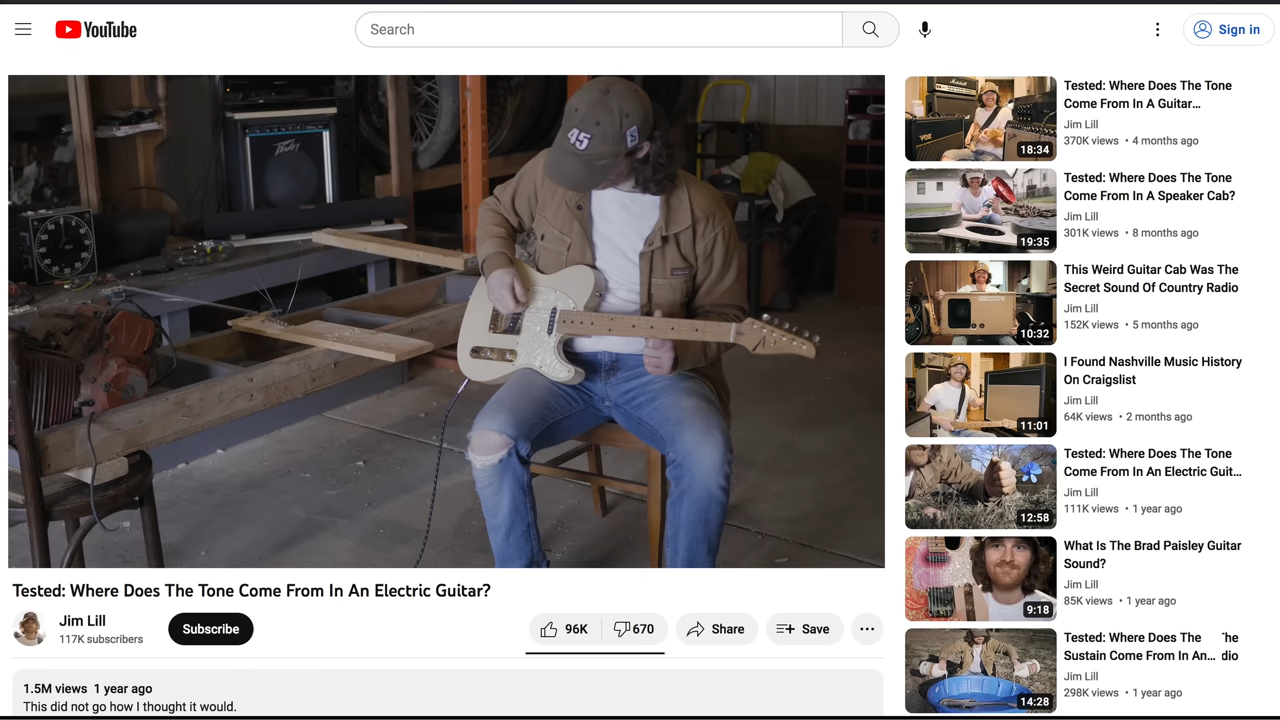 YouTube
Search
Sign in
Peavey
45
Tested: Where Does The Tone Come From In An Electric Guitar?
Jim Lill
117K subscribers
Subscribe
96K
670
Share
Save
1.5M views 1 year ago
This did not go how I thought it would.
Marshall
VOX
18:34
Tested: Where Does The Tone
Come From In A Guitar...
Jim Lill
370K views • 4 months ago
19:35
Tested: Where Does The Tone
Come From In A Speaker Cab?
Jim Lill
301K views • 8 months ago
10:32
This Weird Guitar Cab Was The
Secret Sound Of Country Radio
Jim Lill
152K views • 5 months ago
11:01
I Found Nashville Music History
On Craigslist
Jim Lill
64K views • 2 months ago
12:58
Tested: Where Does The Tone
Come From In An Electric Guit...
Jim Lill
111K views • 1 year ago
9:18
What Is The Brad Paisley Guitar
Sound?
Jim Lill
85K views • 1 year ago
14:28
Tested: Where Does The he
Sustain Come From In An... dio
Jim Lill
298K views • 1 year ago